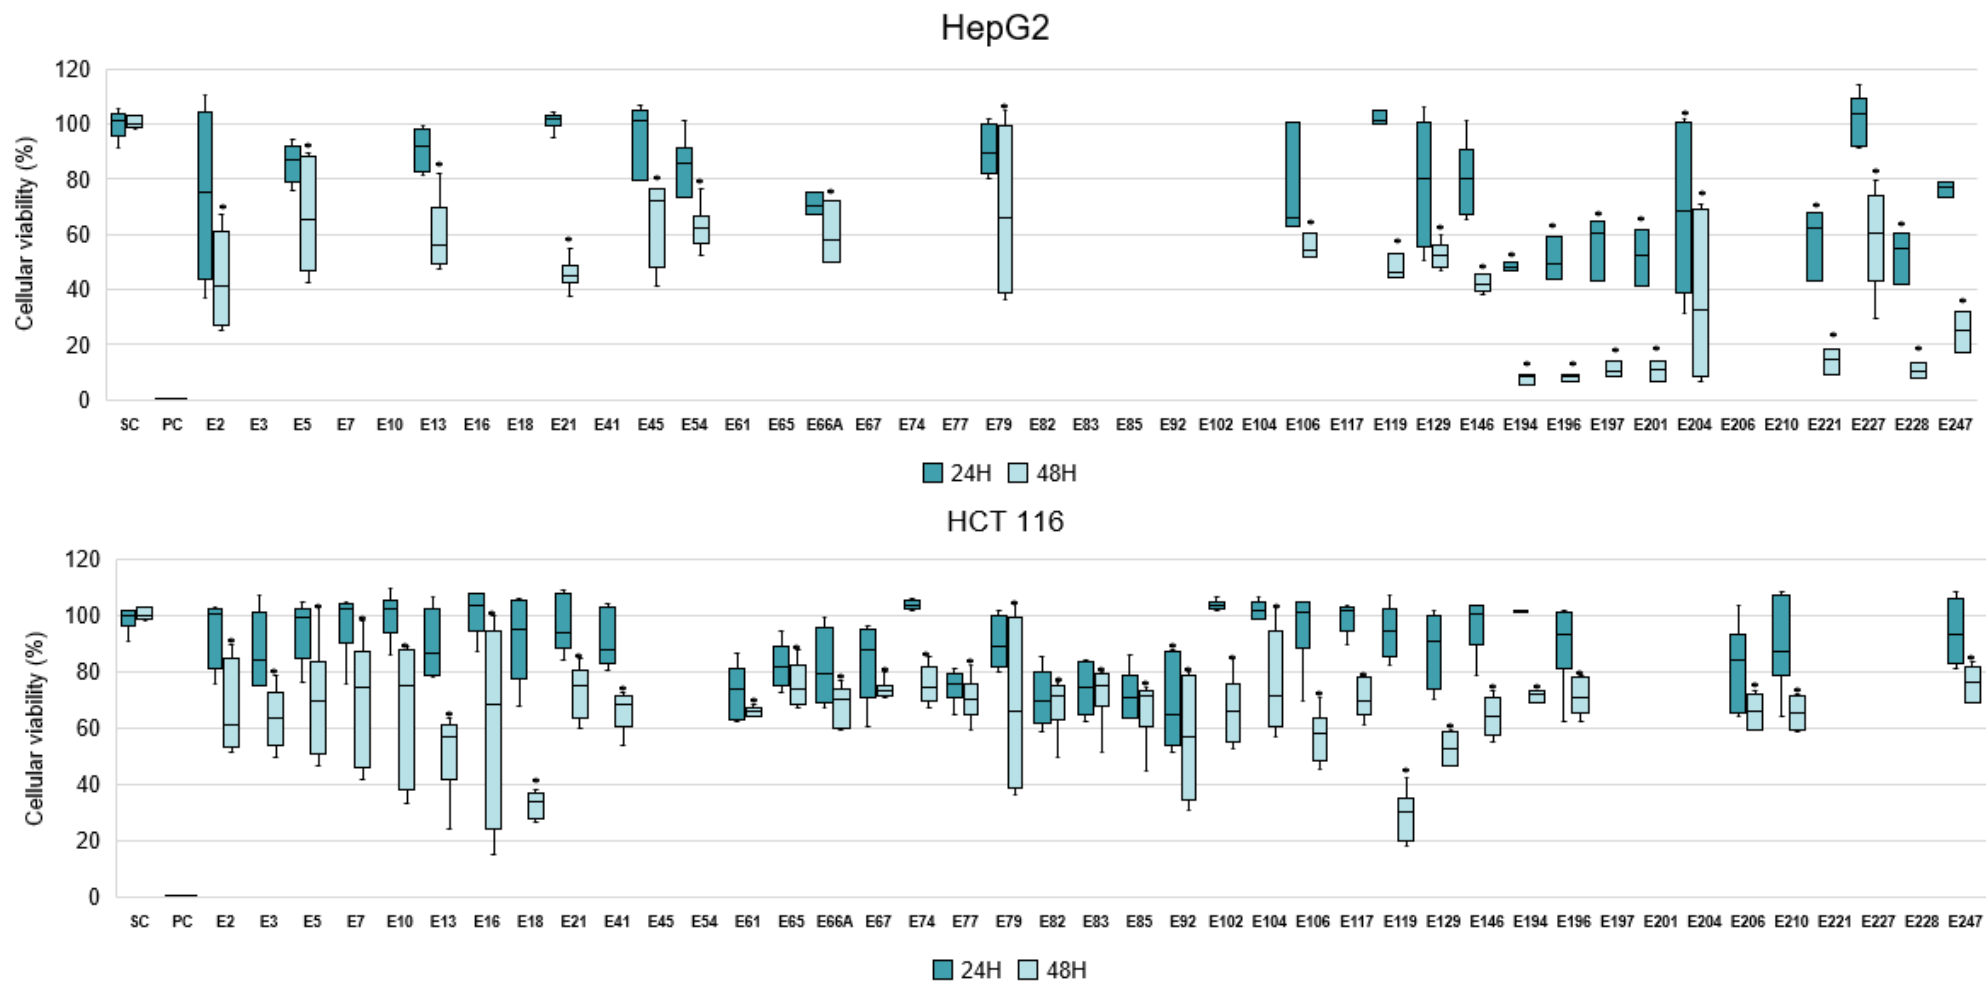 HepG2
120
100
80
60
40
20
0
Cellular viability (%)
SC PC E2 E3 E5 E7 E10 E13 E16 E18 E21 E41 E45 E54 E61 E65 E66A E67 E74 E77 E79 E82 E83 E85 E92 E102 E104 E106 E117 E119 E129 E146 E194 E196 E197 E201 E204 E206 E210 E221 E227 E228 E247
24H 48H
HCT 116
120
100
80
60
40
20
0
Cellular viability (%)
SC PC E2 E3 E5 E7 E10 E13 E16 E18 E21 E41 E45 E54 E61 E65 E66A E67 E74 E77 E79 E82 E83 E85 E92 E102 E104 E106 E117 E119 E129 E146 E194 E196 E197 E201 E204 E206 E210 E221 E227 E228 E247
24H 48H